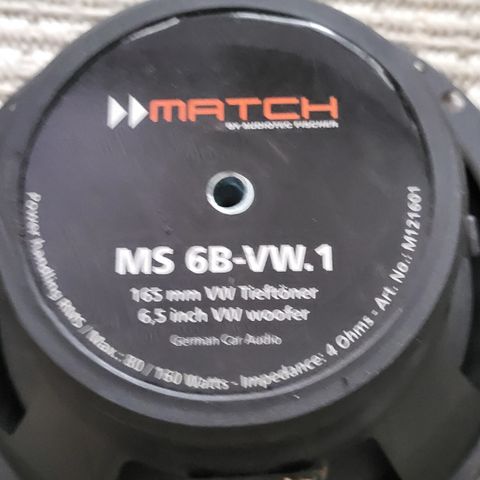 MATCH
BY AUDIOTEC FISCHER
MS 6B-VW.1
165 mm VW Tieftöner
6,5 inch VW woofer
German Car Audio
Power handling RMS / Max.: 80 / 160 Watts - Impedance: 4 Ohms - Art. No.: M121601